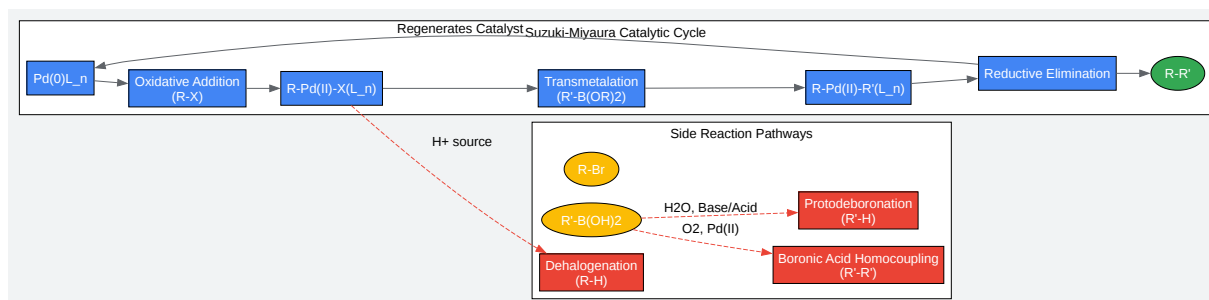 Regenerates Catalyst
Suzuki-Miyaura Catalytic Cycle
Pd(0)L_n
Oxidative Addition
(R-X)
R-Pd(II)-X(L_n)
Transmetalation
(R'-B(OR)2)
R-Pd(II)-R'(L_n)
Reductive Elimination
R-R'
H+ source
Side Reaction Pathways
R-Br
R'-B(OH)2
H2O, Base/Acid
O2, Pd(II)
Protodeboronation
(R'-H)
Dehalogenation
(R-H)
Boronic Acid Homocoupling
(R'-R')